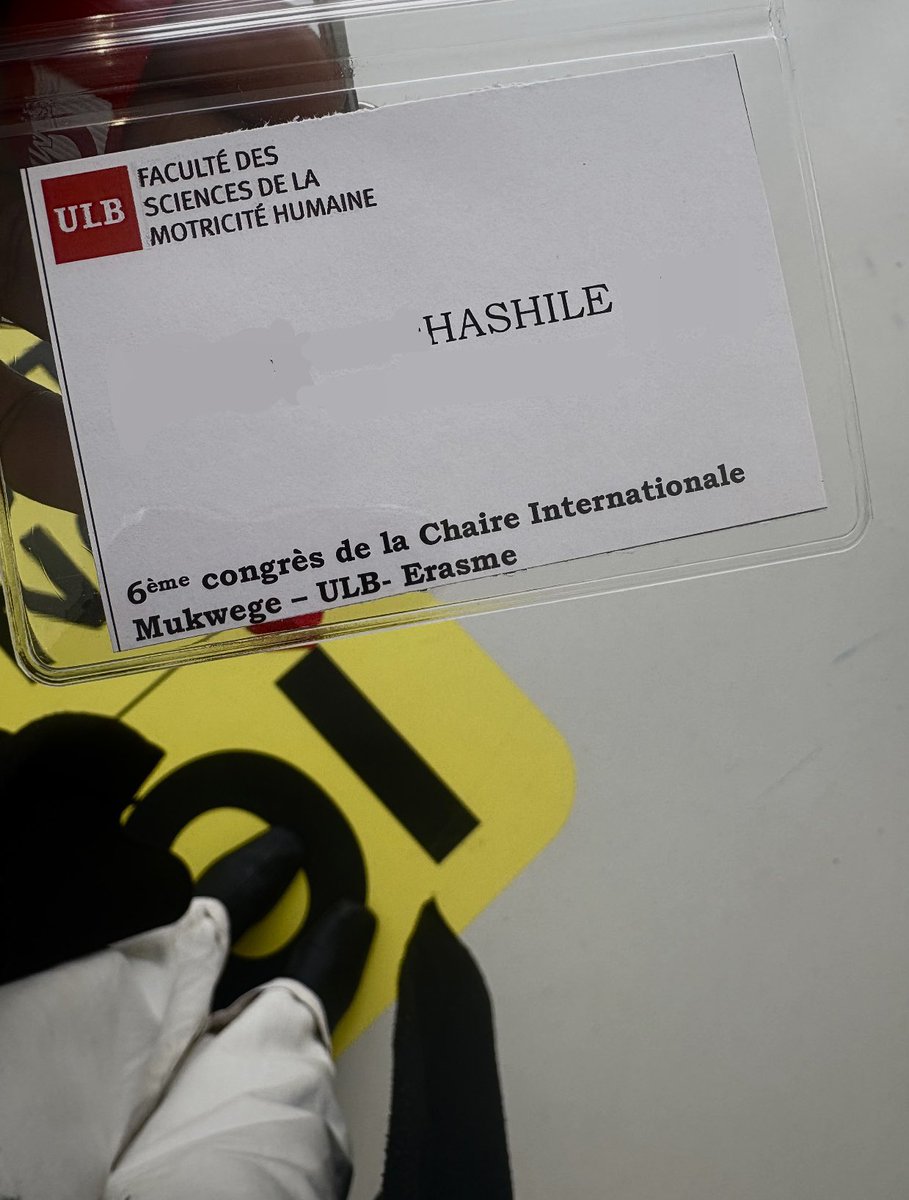 ULB
FACULTÉ DES
SCIENCES DE LA
MOTRICITÉ HUMAINE
HASHILE
6ème congrès de la Chaire Internationale
Mukwege – ULB- Erasme